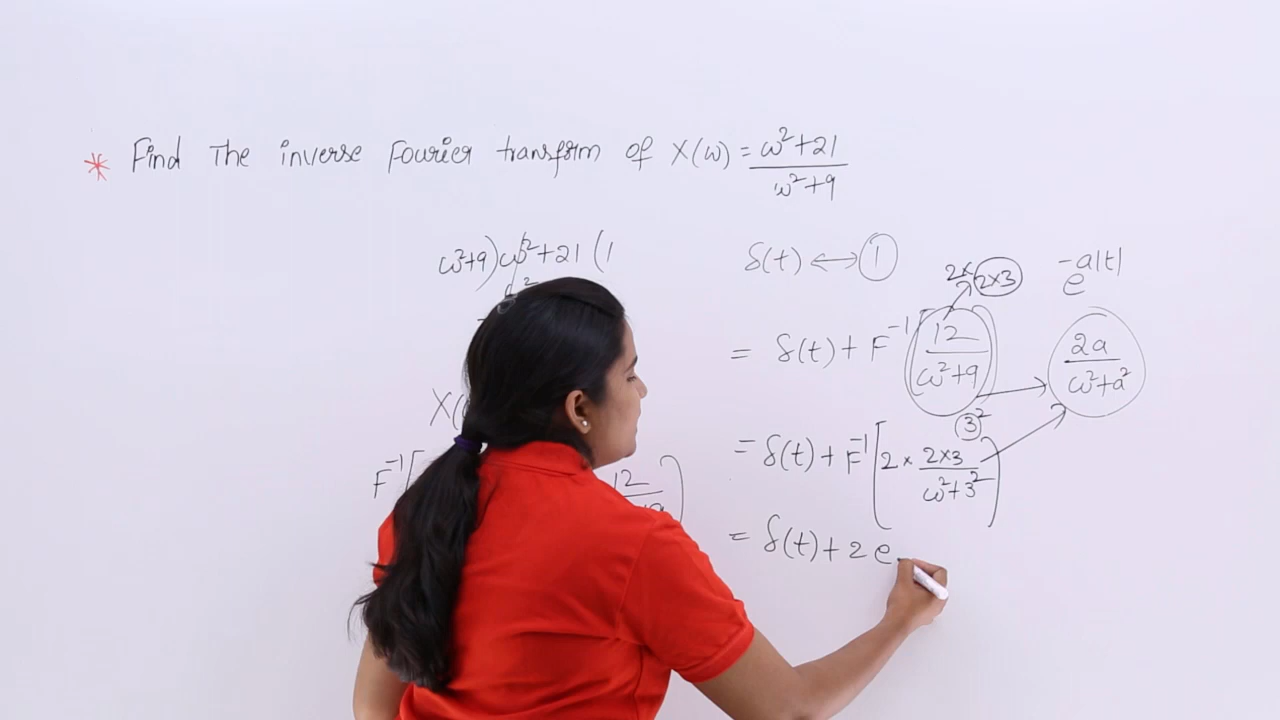 * Find The inverse Fourier transform of X(ω) = ω²+21 / ω²+9
ω²+9) ω²+21 (1
X(
F⁻¹[ 12
δ(t) ↔ 1
2× 2×3
e^-a|t|
= δ(t) + F⁻¹[12 / ω²+9]
2a / ω²+a²
3²
= δ(t) + F⁻¹[2 × 2×3 / ω²+3²]
= δ(t) + 2 e